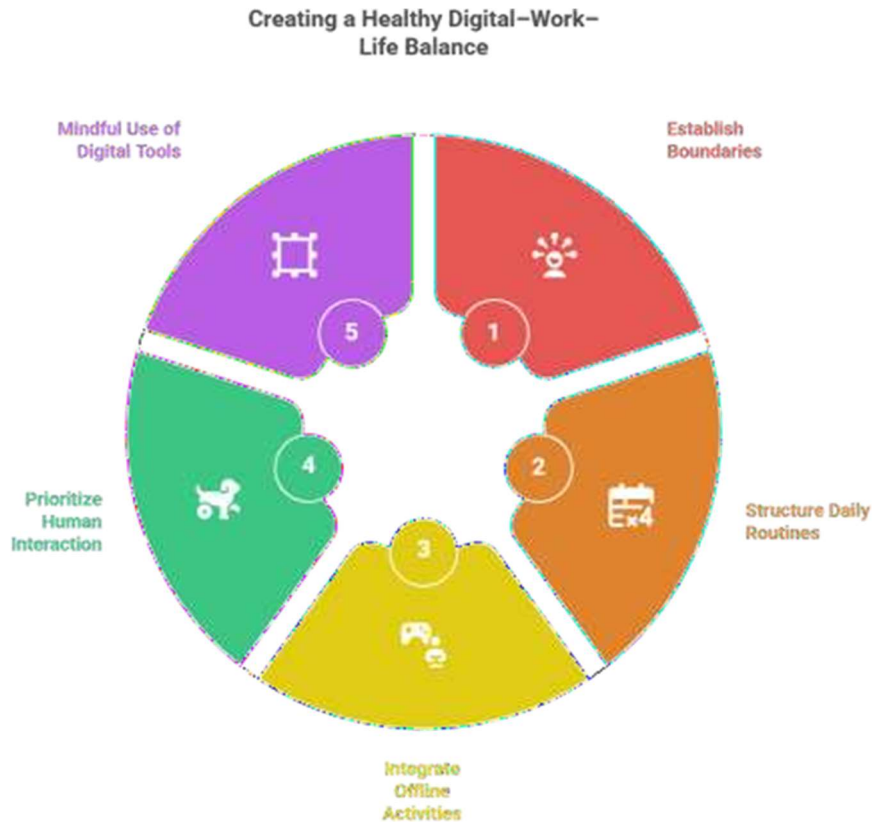 Creating a Healthy Digital–Work–
Life Balance
Mindful Use of
Digital Tools
Establish
Boundaries
5
1
4
2
3
x4
Prioritize
Human
Interaction
Structure Daily
Routines
Integrate
Offline
Activities